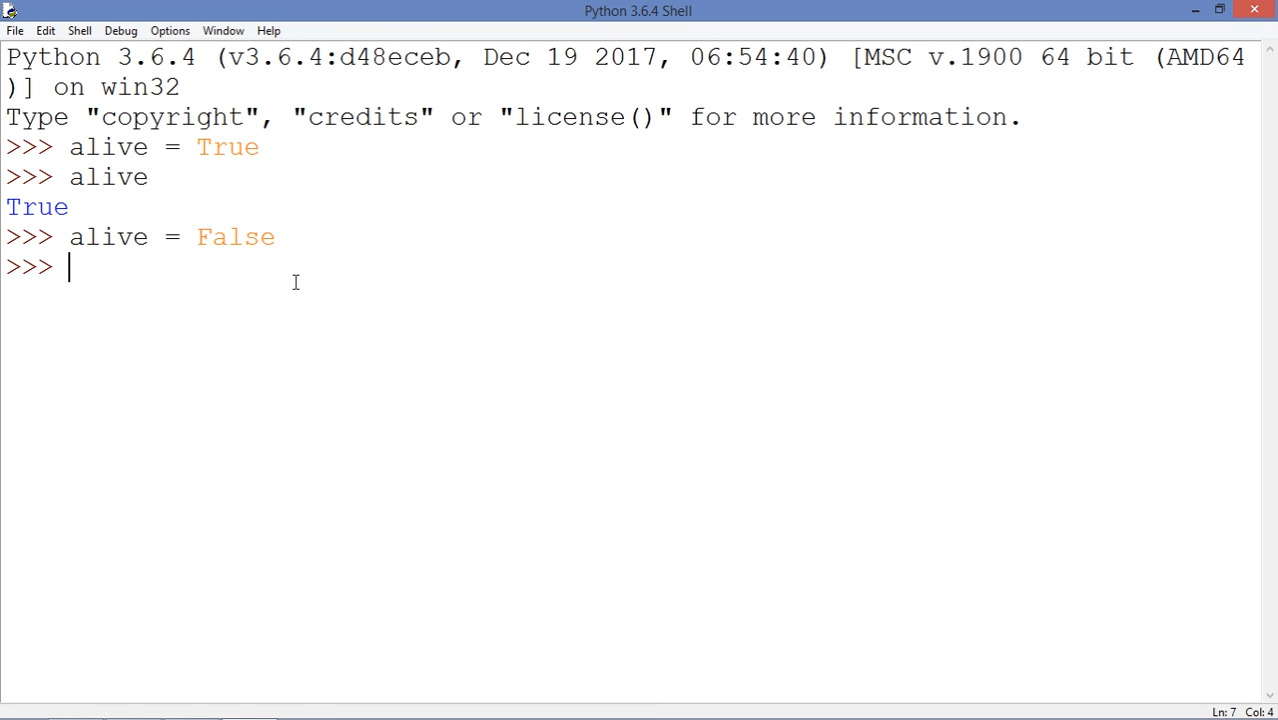 Python 3.6.4 Shell
File Edit Shell Debug Options Window Help
Python 3.6.4 (v3.6.4:d48eceb, Dec 19 2017, 06:54:40) [MSC v.1900 64 bit (AMD64
)] on win32
Type "copyright", "credits" or "license()" for more information.
>>> alive = True
>>> alive
True
>>> alive = False
>>>
Ln: 7 Col: 4